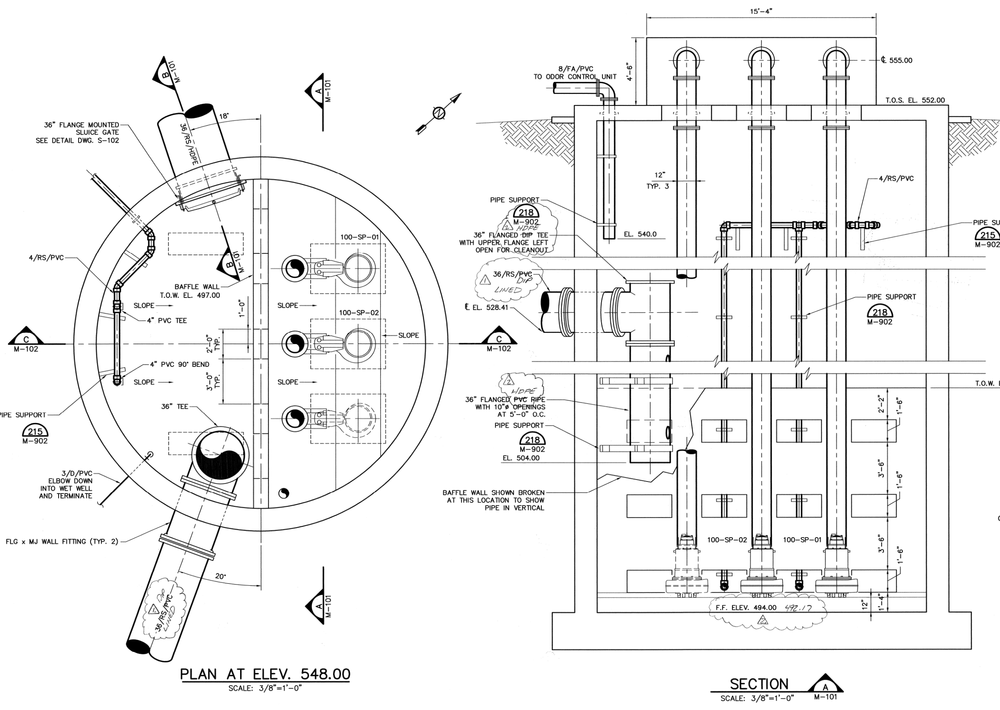 B
M-101
A
M-101
18°
36/RS/HDPE
36" FLANGE MOUNTED
SLUICE GATE
SEE DETAIL DWG. S-102
N
100-SP-01
4/RS/PVC
B
M-101
BAFFLE WALL
T.O.W. EL. 497.00
SLOPE
SLOPE
1'-0"
100-SP-02
4" PVC TEE
SLOPE
C
M-102
2'-0"
TYP.
C
M-102
4" PVC 90° BEND
SLOPE
SLOPE
3'-0"
TYP.
36" TEE
PIPE SUPPORT
215
M-902
3/D/PVC
ELBOW DOWN
INTO WET WELL
AND TERMINATE
FLG x MJ WALL FITTING (TYP. 2)
20°
1
DIP
36/RS/PVC
LINED
A
M-101
PLAN AT ELEV. 548.00
SCALE: 3/8"=1'-0"
15'-4"
8/FA/PVC
TO ODOR CONTROL UNIT
4'-6"
℄ 555.00
T.O.S. EL. 552.00
12"
TYP. 3
4/RS/PVC
PIPE SUPPORT
218
M-902
2 HDPE
36" FLANGED DIP TEE
WITH UPPER FLANGE LEFT
OPEN FOR CLEANOUT
EL. 540.0
PIPE SU
215
M-902
36/RS/PVC
1 DIP
LINED
℄ EL. 528.41
PIPE SUPPORT
218
M-902
2
HDPE
36" FLANGED PVC PIPE
WITH 10"ø OPENINGS
AT 5'-0" O.C.
T.O.W. E
2'-2"
1'-6"
PIPE SUPPORT
218
M-902
EL. 504.00
3'-6"
1'-6"
BAFFLE WALL SHOWN BROKEN
AT THIS LOCATION TO SHOW
PIPE IN VERTICAL
100-SP-02
100-SP-01
3'-6"
1'-6"
F.F. ELEV. 494.00 492.17
2
12"
1'-4"
SECTION
A
M-101
SCALE: 3/8"=1'-0"